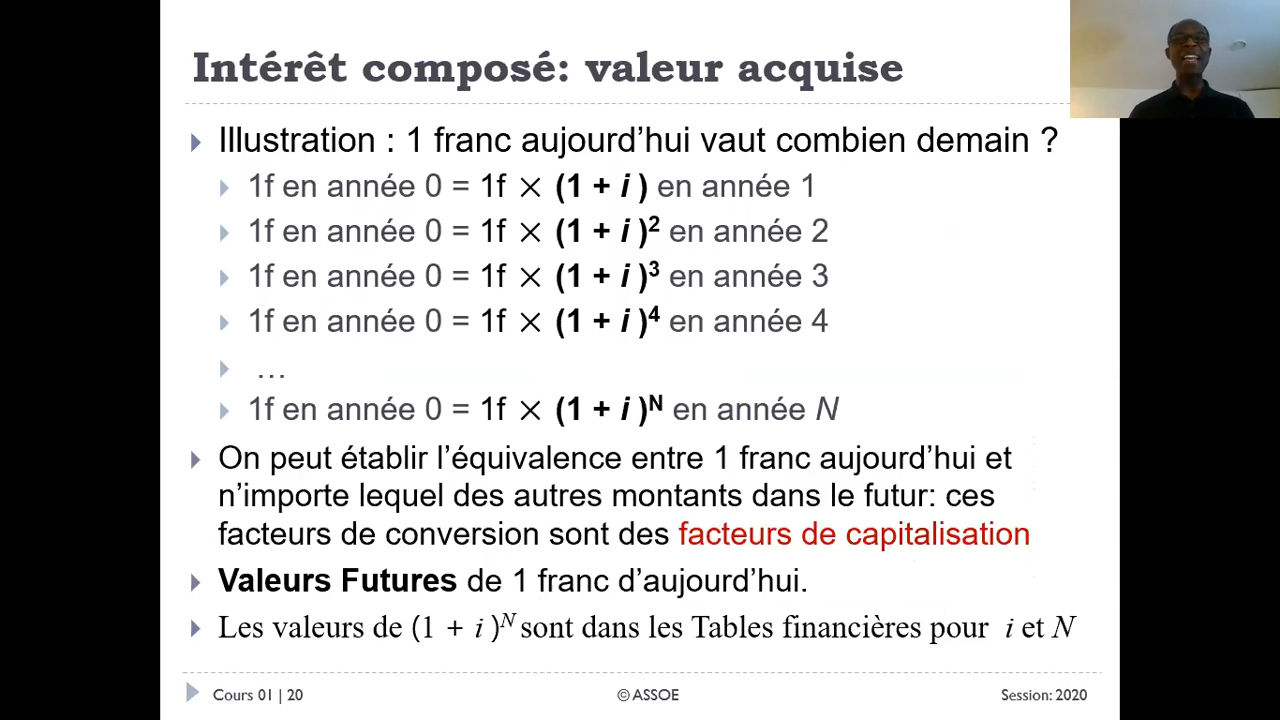 Intérêt composé: valeur acquise
Illustration : 1 franc aujourd’hui vaut combien demain ?
1f en année 0 = 1f × (1 + i ) en année 1
1f en année 0 = 1f × (1 + i )² en année 2
1f en année 0 = 1f × (1 + i )³ en année 3
1f en année 0 = 1f × (1 + i )⁴ en année 4
…
1f en année 0 = 1f × (1 + i )ᴺ en année N
On peut établir l’équivalence entre 1 franc aujourd’hui et
n’importe lequel des autres montants dans le futur: ces
facteurs de conversion sont des facteurs de capitalisation
Valeurs Futures de 1 franc d’aujourd’hui.
Les valeurs de (1 + i )ᴺ sont dans les Tables financières pour i et N
Cours 01 | 20 © ASSOE Session: 2020